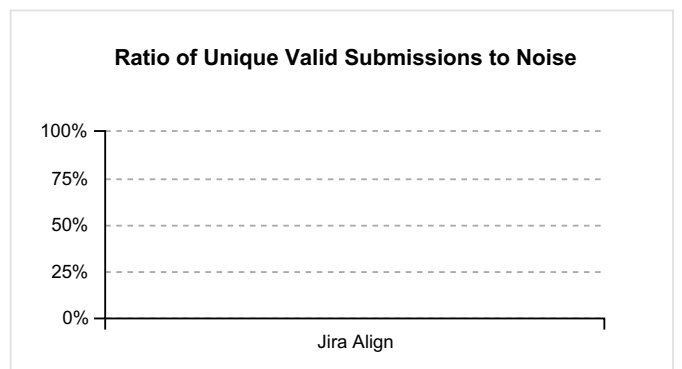 Ratio of Unique Valid Submissions to Noise
100%
75%
50%
25%
0%
Jira Align